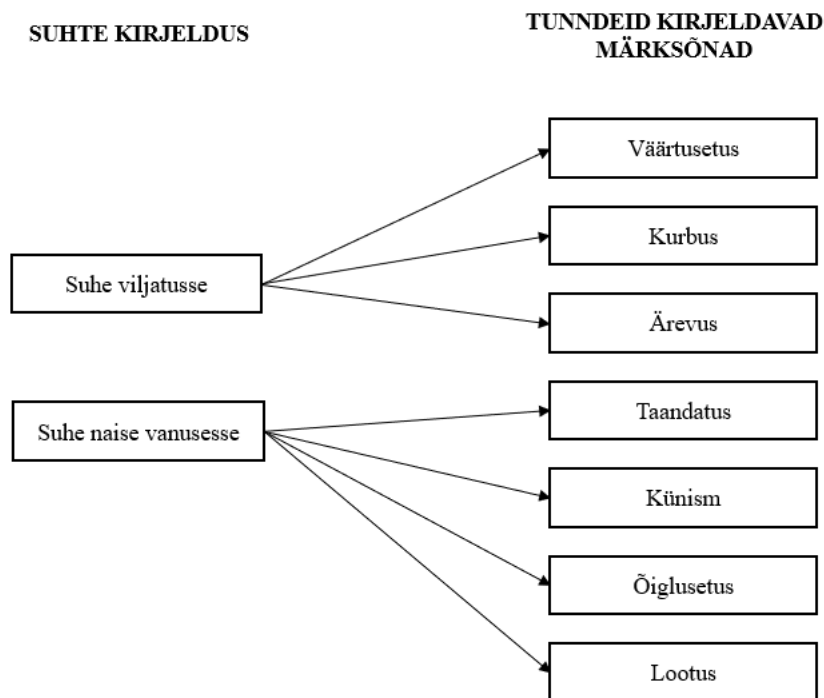 SUHTE KIRJELDUS
TUNNDEID KIRJELDAVAD
MÄRKSÕNAD
Suhe viljatusse
Suhe naise vanusesse
Väärtusetus
Kurbus
Ärevus
Taandatus
Künism
Õiglusetus
Lootus